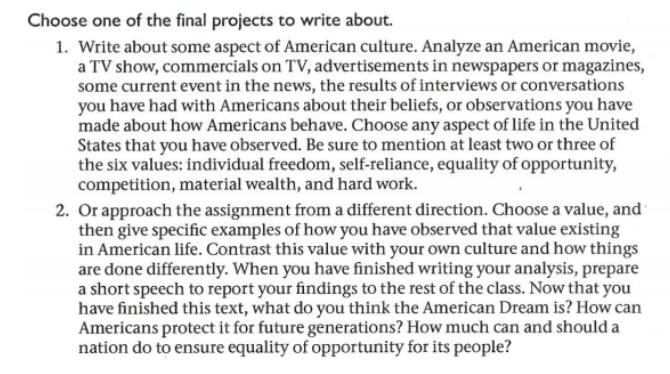 Choose one of the final projects to write about.
1. Write about some aspect of American culture. Analyze an American movie,
a TV show, commercials on TV, advertisements in newspapers or magazines,
some current event in the news, the results of interviews or conversations
you have had with Americans about their beliefs, or observations you have
made about how Americans behave. Choose any aspect of life in the United
States that you have observed. Be sure to mention at least two or three of
the six values: individual freedom, self-reliance, equality of opportunity,
competition, material wealth, and hard work.
2. Or approach the assignment from a different direction. Choose a value, and
then give specific examples of how you have observed that value existing
in American life. Contrast this value with your own culture and how things
are done differently. When you have finished writing your analysis, prepare
a short speech to report your findings to the rest of the class. Now that you
have finished this text, what do you think the American Dream is? How can
Americans protect it for future generations? How much can and should a
nation do to ensure equality of opportunity for its people?